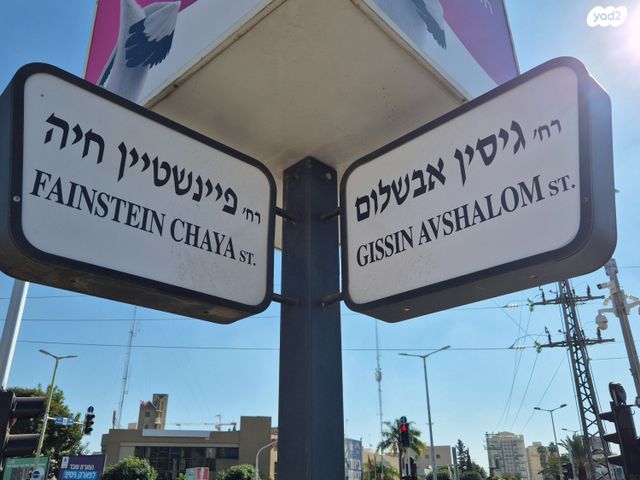 yad2
רח׳ פיינשטיין חיה
FAINSTEIN CHAYA ST.
רח׳ גיסין אבשלום
GISSIN AVSHALOM ST.